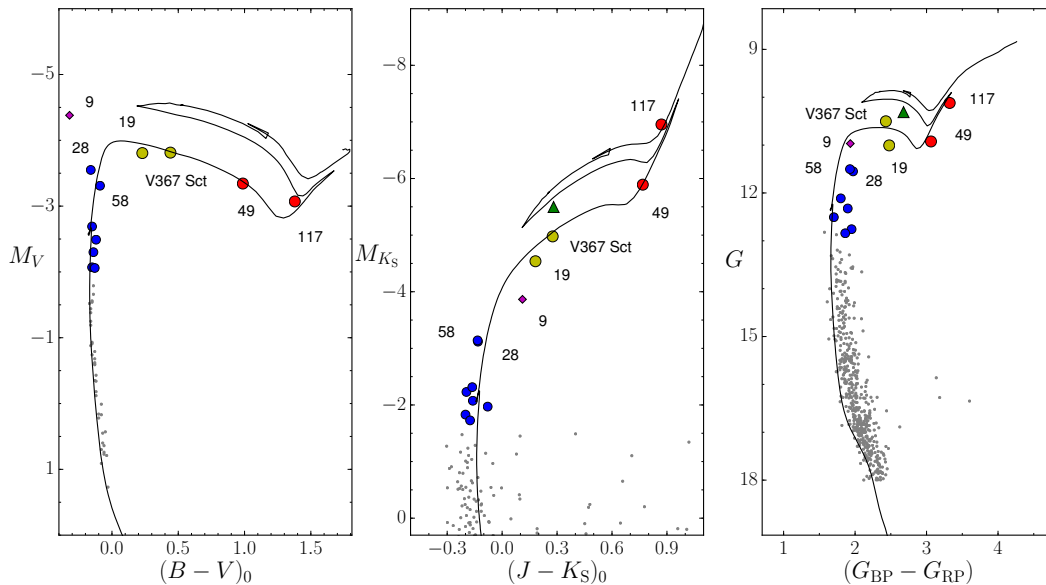 −5
−3
−1
1
M_V
9
19
28
58
V367 Sct
49
117
0.0 0.5 1.0 1.5
(B − V)_0
−8
−6
−4
−2
0
M_{K_S}
117
49
V367 Sct
19
9
58
28
−0.3 0.0 0.3 0.6 0.9
(J − K_S)_0
9
12
15
18
G
V367 Sct
117
9
49
58
19
28
1 2 3 4
(G_BP − G_RP)